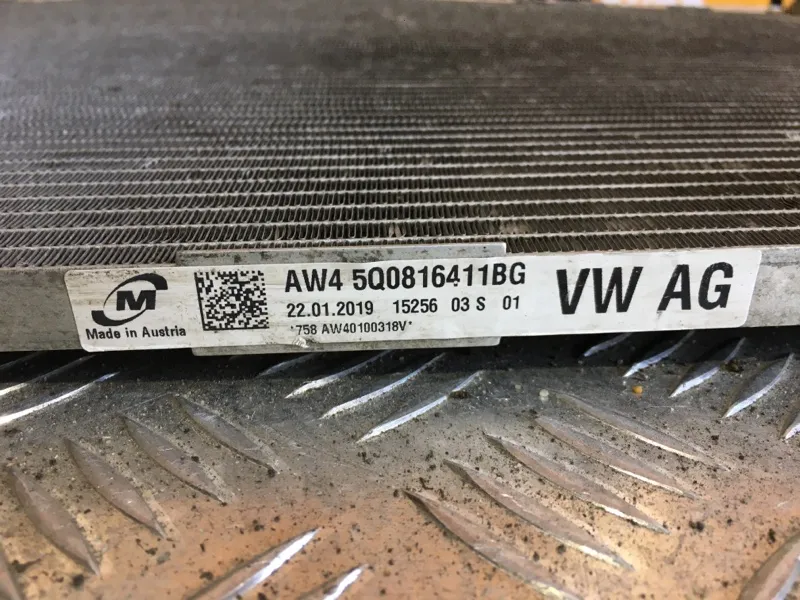 M
Made in Austria
AW4 5Q0816411BG
22.01.2019 15256 03 S 01
*758 AW40100318V*
VW AG